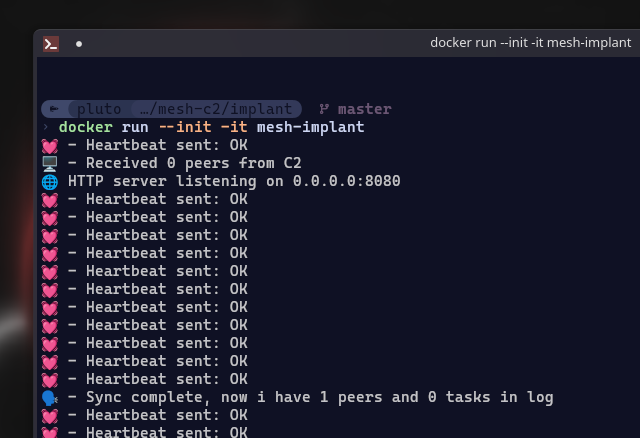 docker run --init -it mesh-implant
pluto …/mesh-c2/implant master
› docker run --init -it mesh-implant
💓 - Heartbeat sent: OK
🖥️ - Received 0 peers from C2
🌐 HTTP server listening on 0.0.0.0:8080
💓 - Heartbeat sent: OK
💓 - Heartbeat sent: OK
💓 - Heartbeat sent: OK
💓 - Heartbeat sent: OK
💓 - Heartbeat sent: OK
💓 - Heartbeat sent: OK
💓 - Heartbeat sent: OK
💓 - Heartbeat sent: OK
💓 - Heartbeat sent: OK
💓 - Heartbeat sent: OK
💓 - Heartbeat sent: OK
🗣️ - Sync complete, now i have 1 peers and 0 tasks in log
💓 - Heartbeat sent: OK
💓 - Heartbeat sent: OK